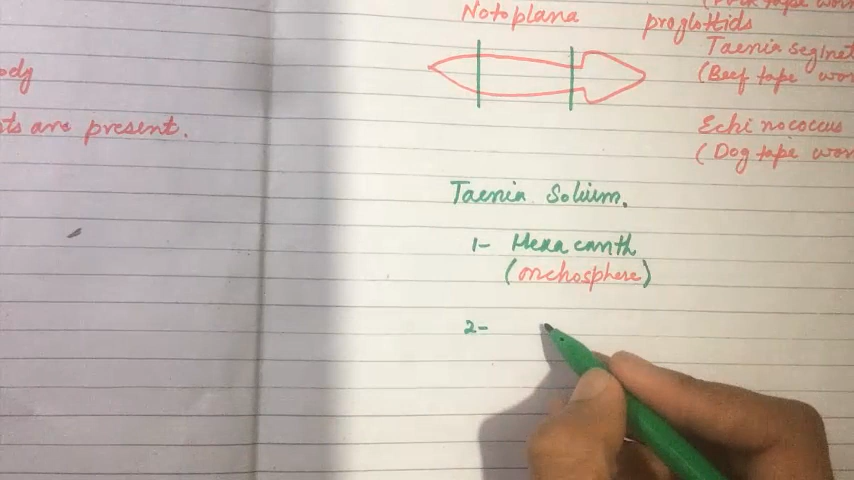 Notoplana
proglottids
Taenia seginet
(Beef tape wor
Echinococcus
(Dog tape wor
ody
ts are present.
Taenia Solium.
1- Hexacanth
(onchosphere)
2-